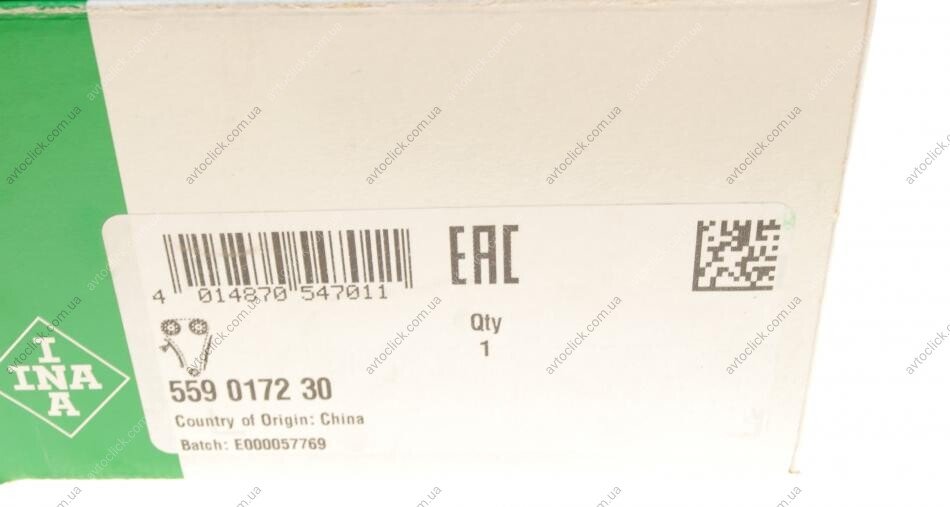 4 014870 547011
EAC
Qty
1
I
INA
A
559 0172 30
Country of Origin: China
Batch: E000057769
avtoclick.com.ua